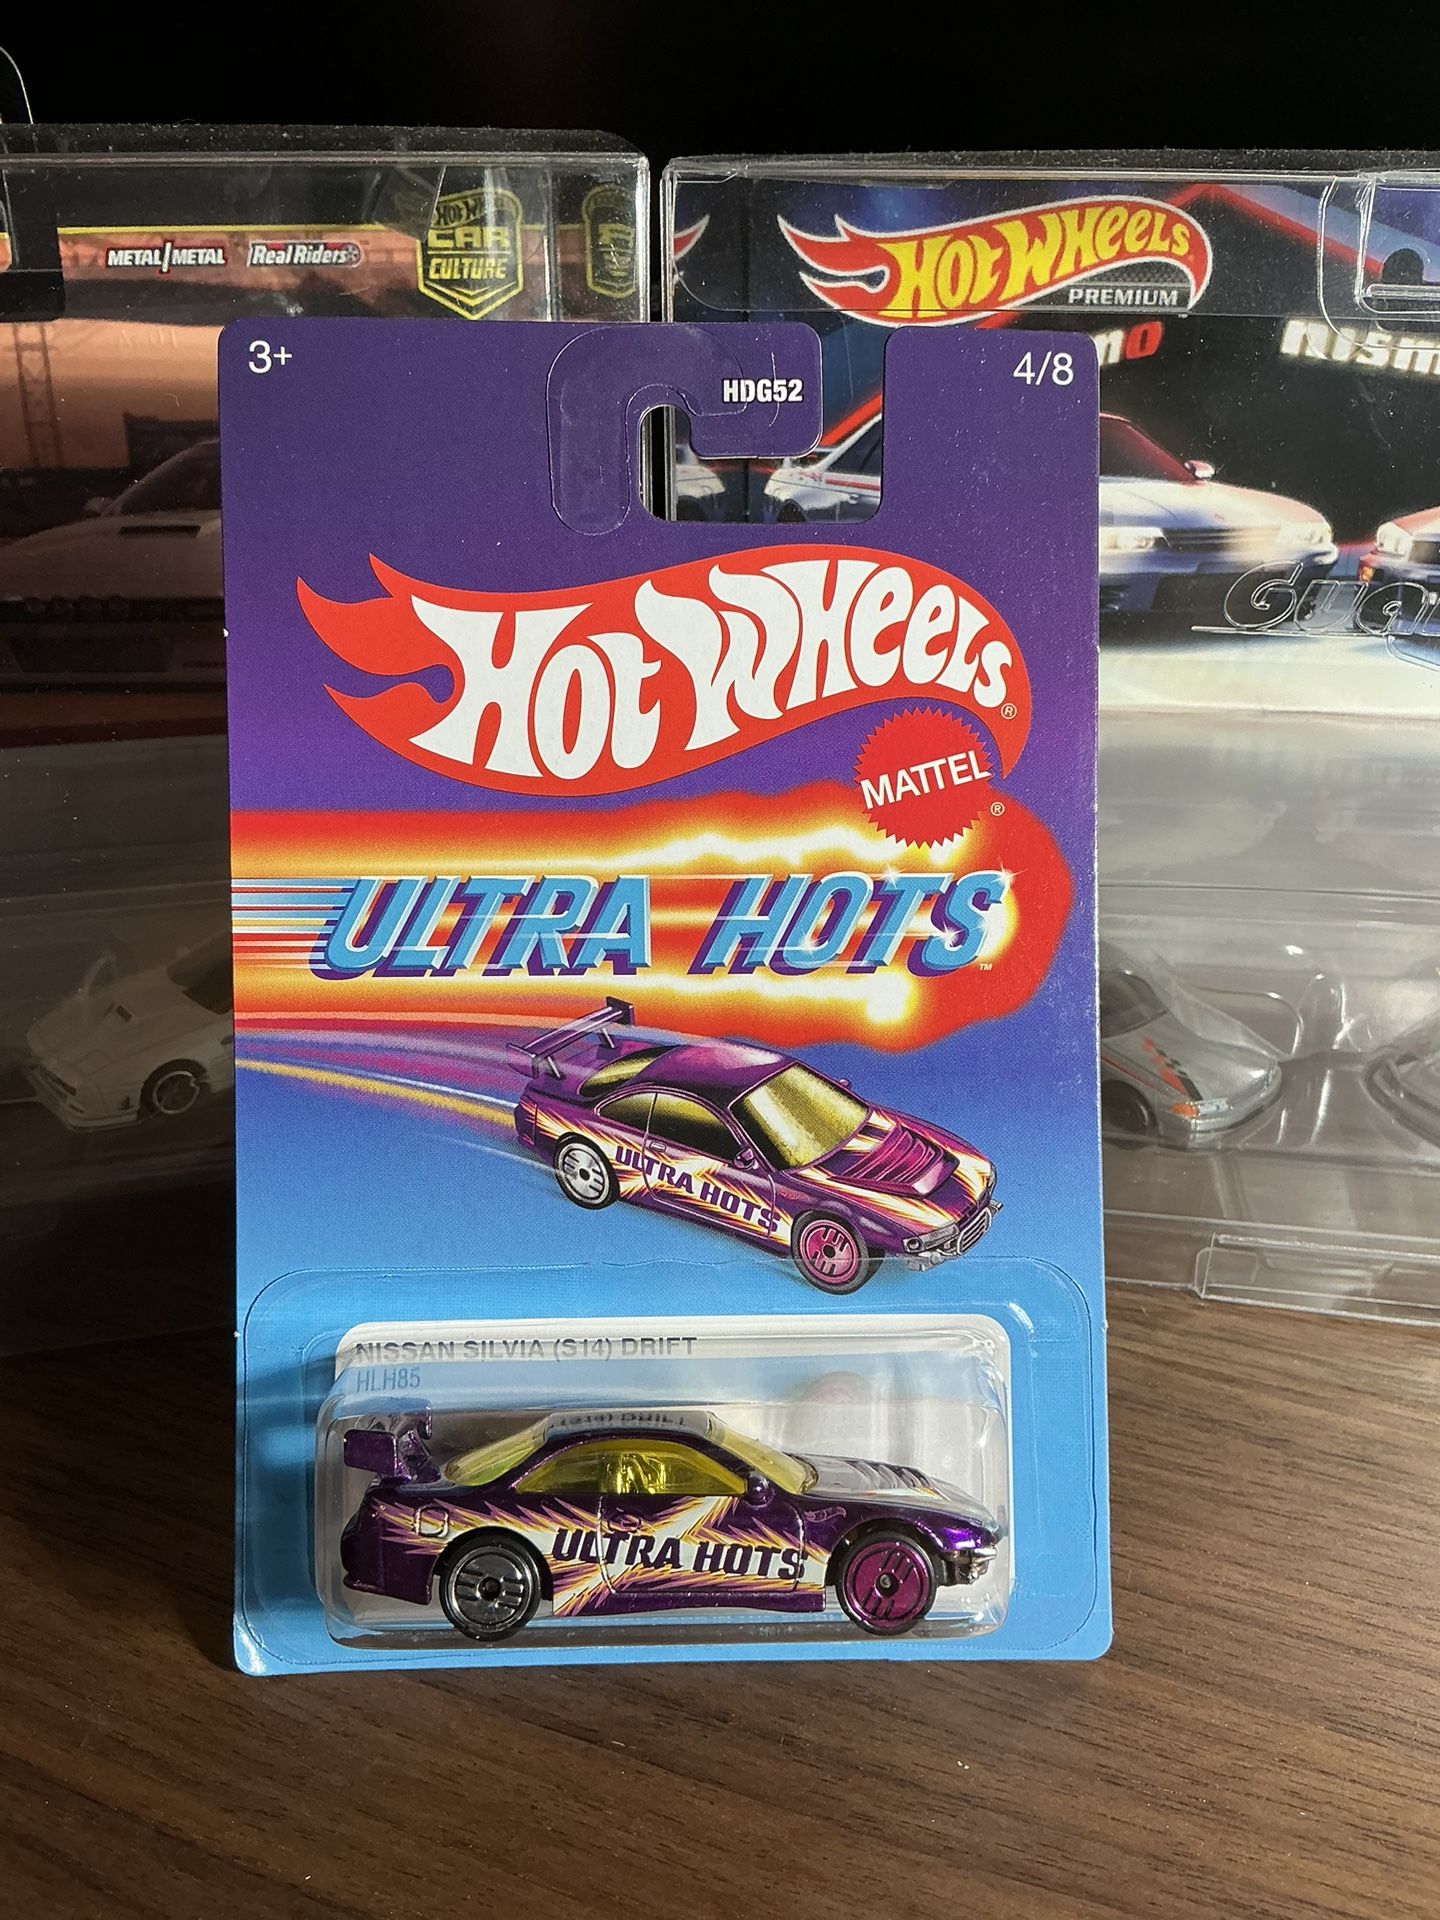 METAL/METAL
Real Riders
HOT WHEELS
CAR
CULTURE
HOT WHEELS
PREMIUM
3+
HDG52
4/8
HOT WHEELS®
MATTEL
®
ULTRA HOTS™
ULTRA HOTS
NISSAN SILVIA (S14) DRIFT
HLH85
ULTRA HOTS